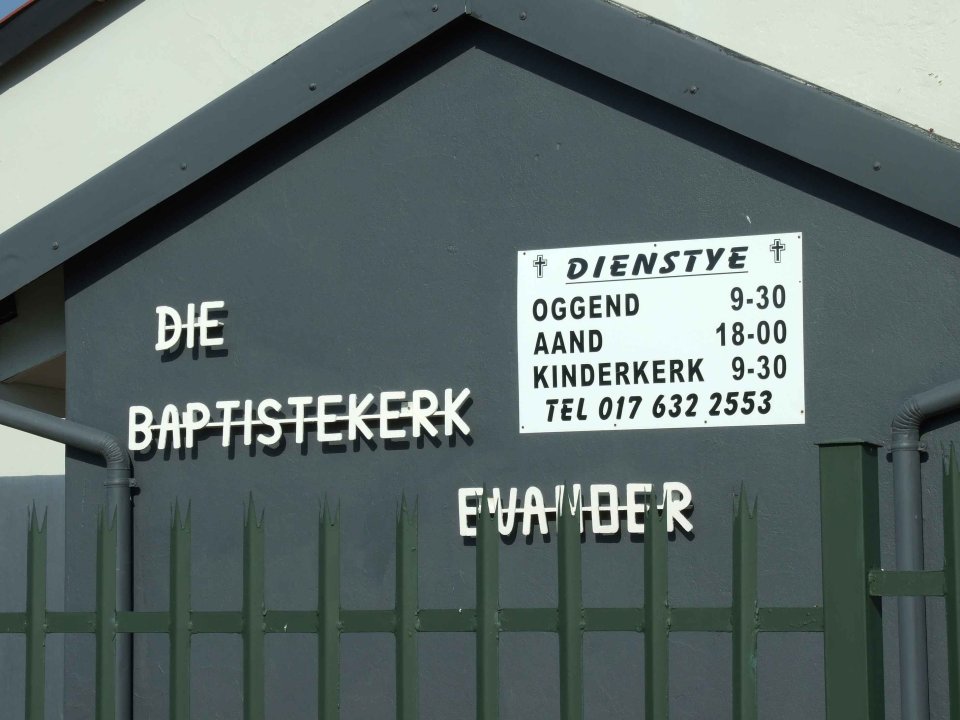 DIE
BAPTISTEKERK
EVANDER
DIENSTYE
OGGEND 9-30
AAND 18-00
KINDERKERK 9-30
TEL 017 632 2553